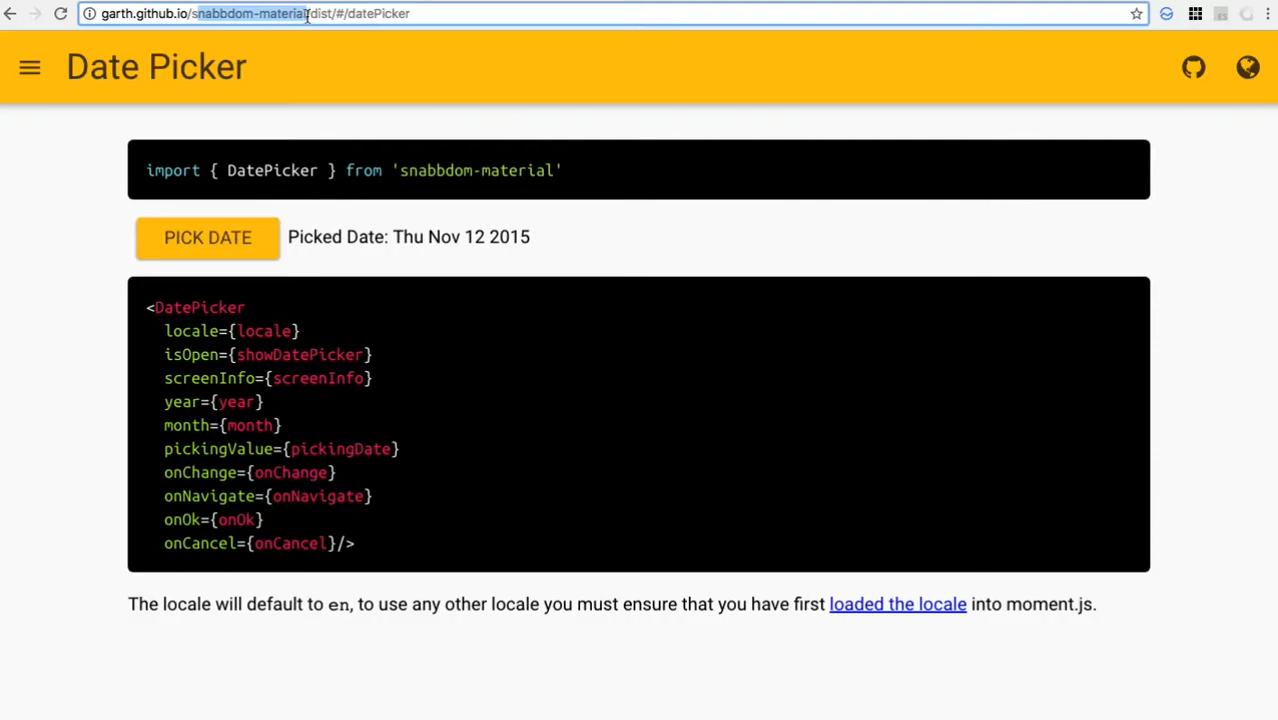 garth.github.io/snabbdom-material/dist/#/datePicker
Date Picker
import { DatePicker } from 'snabbdom-material'
PICK DATE Picked Date: Thu Nov 12 2015
<DatePicker
  locale={locale}
  isOpen={showDatePicker}
  screenInfo={screenInfo}
  year={year}
  month={month}
  pickingValue={pickingDate}
  onChange={onChange}
  onNavigate={onNavigate}
  onOk={onOk}
  onCancel={onCancel}/>
The locale will default to en, to use any other locale you must ensure that you have first loaded the locale into moment.js.